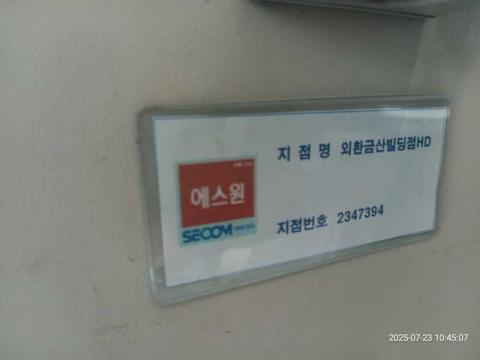 지 점 명 외환금산빌딩점HD
에스원
SECOM
지점번호 2347394
2025-07-23 10:45:07